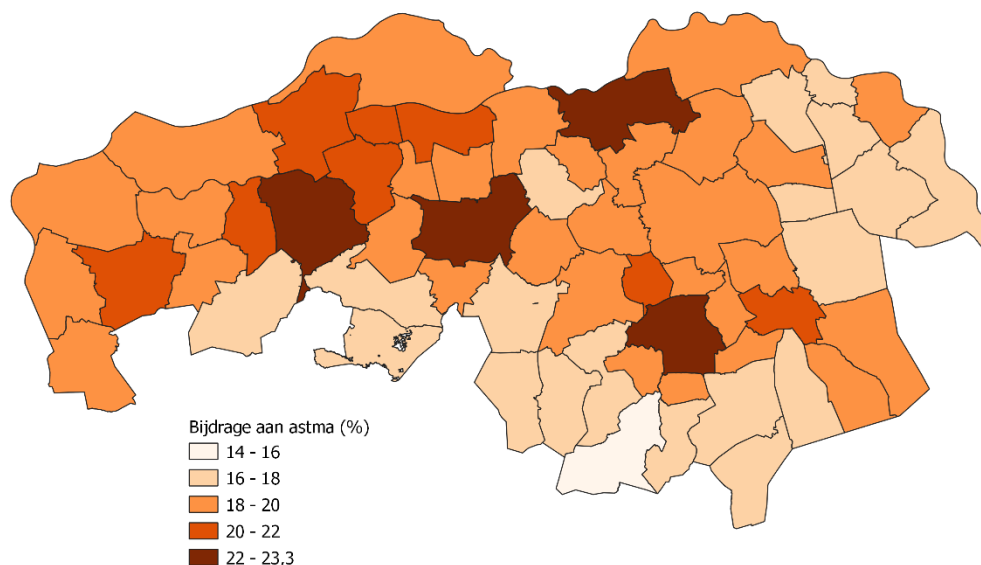 Bijdrage aan astma (%)
14 - 16
16 - 18
18 - 20
20 - 22
22 - 23,3